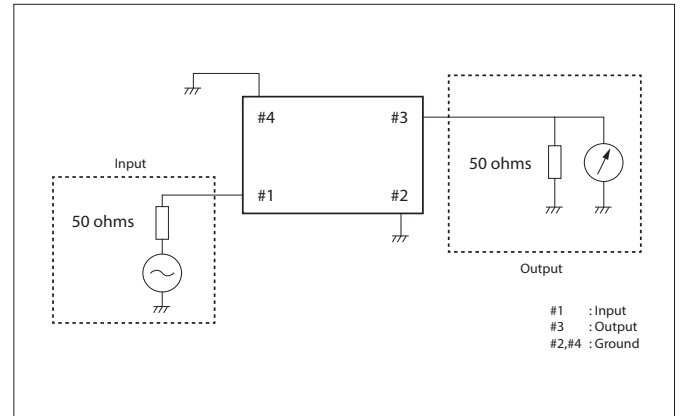 #4
#3
Input
50 ohms
#1
#2
50 ohms
Output
#1 : Input
#3 : Output
#2,#4 : Ground